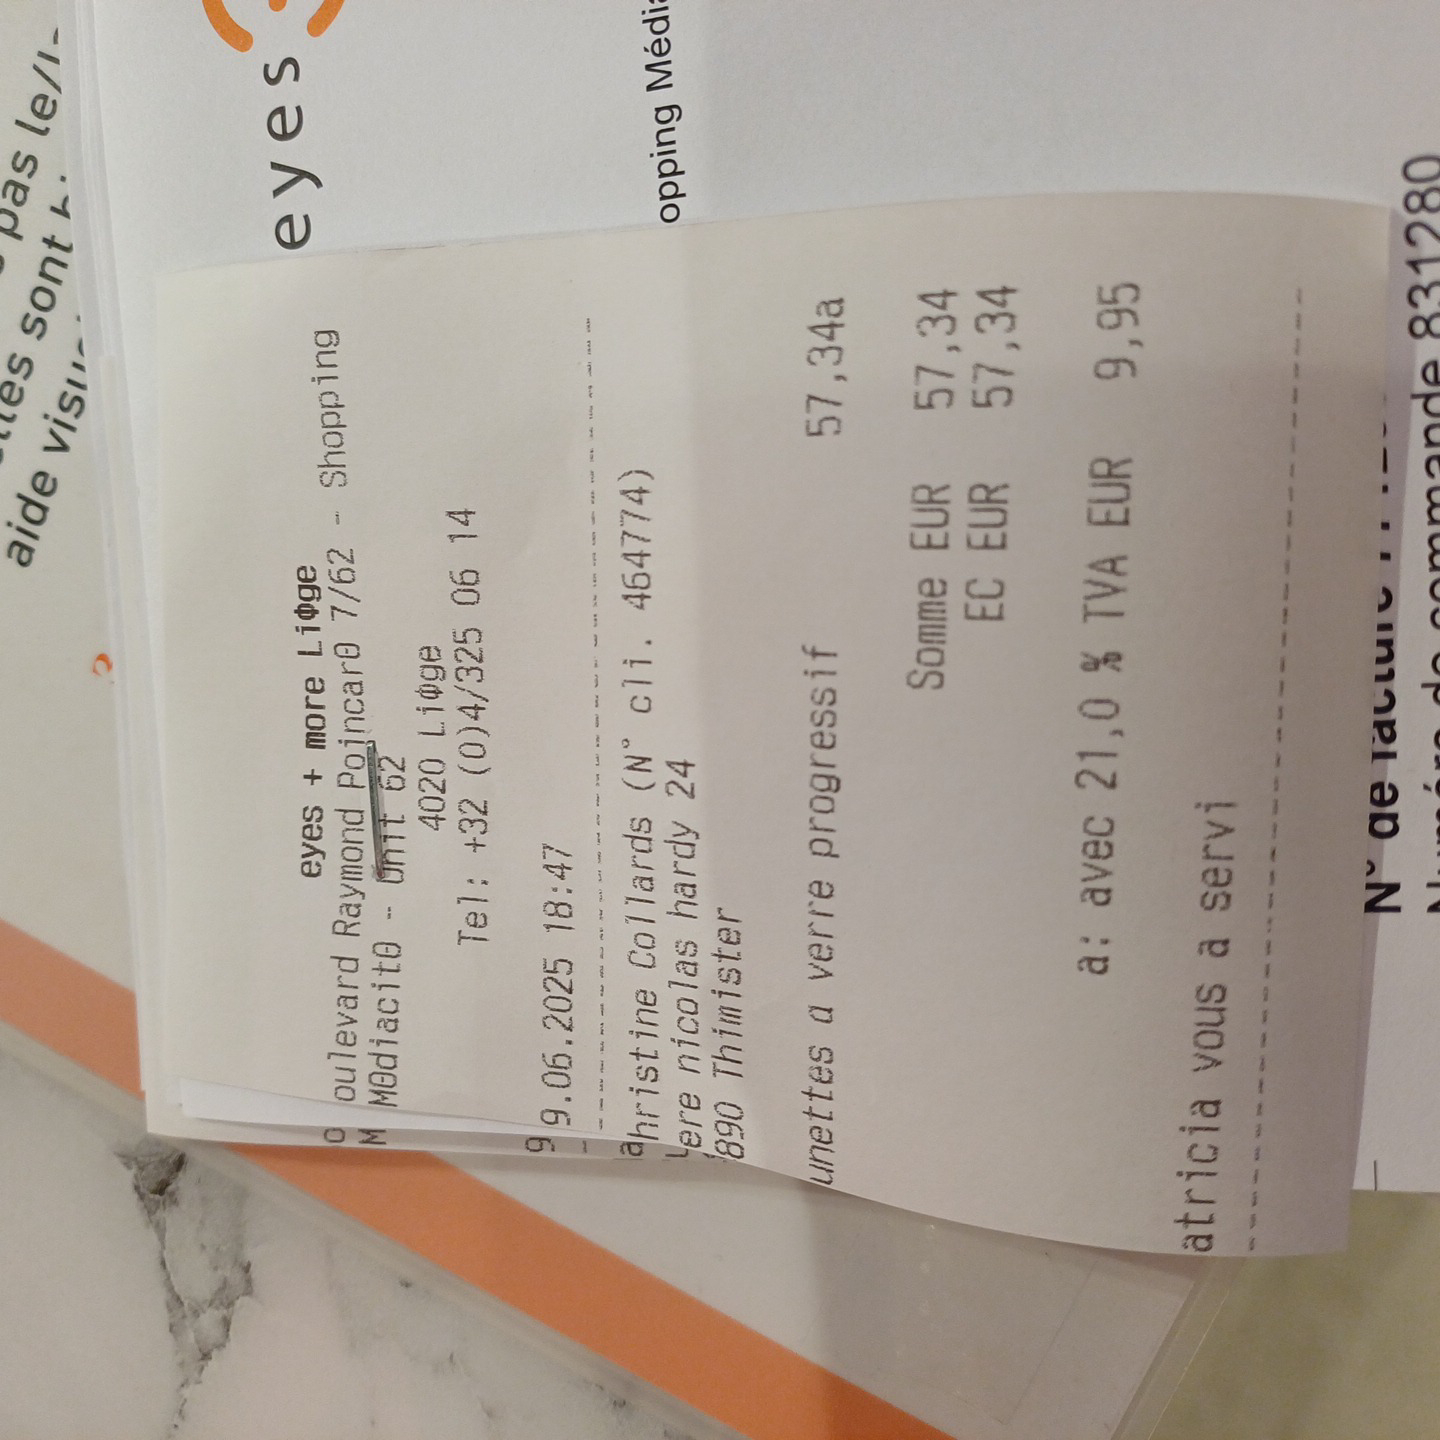 eyes
opping Média
eyes + more Liφge
oulevard Raymond Poincarθ 7/62 - Shopping
Mθdiacitθ - Unit 62
4020 Liφge
Tel: +32 (0)4/325 06 14
9.06.2025 18:47
hristine Collards (N° cli. 464774)
ere nicolas hardy 24
890 Thimister
unettes a verre progressif 57,34a
Somme EUR 57,34
EC EUR 57,34
a: avec 21,0 % TVA EUR 9,95
atricia vous a servi
N° de facture
Numéro de commande 831280
pas le/l
elles sont
aide visu